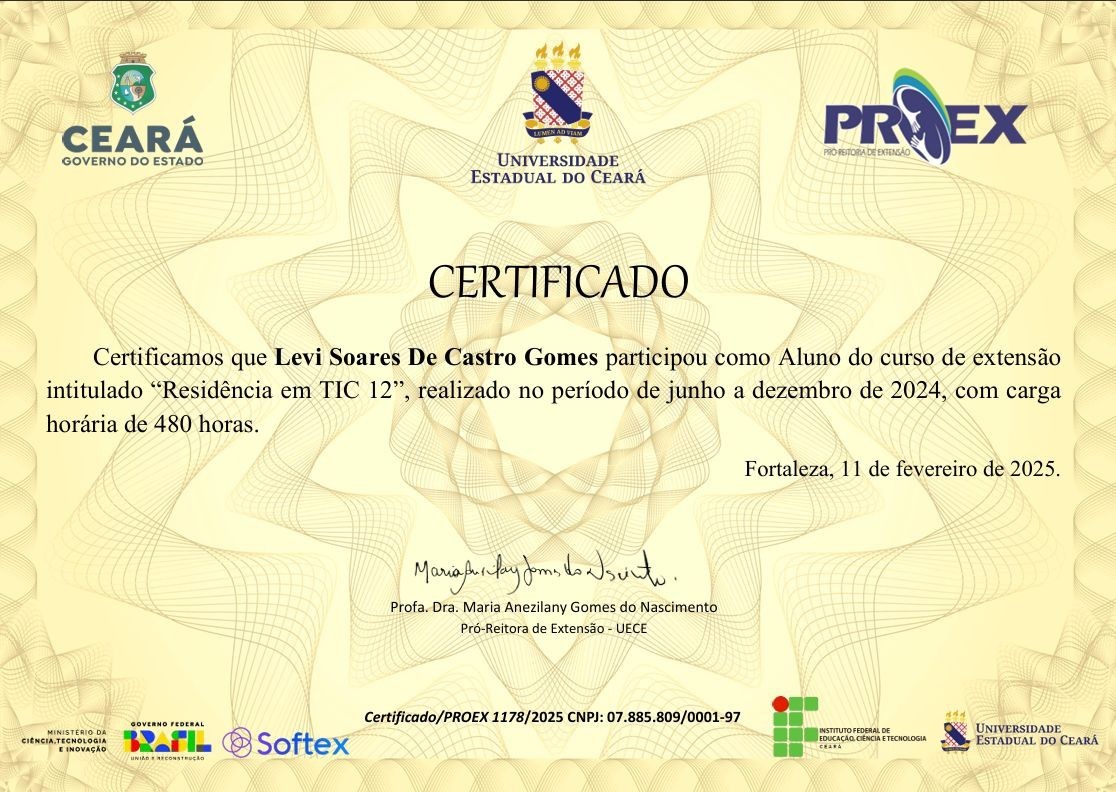 CEARÁ
GOVERNO DO ESTADO
LUMEN AD VIAM
UNIVERSIDADE
ESTADUAL DO CEARÁ
PROEX
PRÓ-REITORIA DE EXTENSÃO
CERTIFICADO
Certificamos que Levi Soares De Castro Gomes participou como Aluno do curso de extensão
intitulado “Residência em TIC 12”, realizado no período de junho a dezembro de 2024, com carga
horária de 480 horas.
Fortaleza, 11 de fevereiro de 2025.
Profa. Dra. Maria Anezilany Gomes do Nascimento
Pró-Reitora de Extensão - UECE
Certificado/PROEX 1178/2025 CNPJ: 07.885.809/0001-97
MINISTÉRIO DA
CIÊNCIA, TECNOLOGIA
E INOVAÇÃO
GOVERNO FEDERAL
BRASIL
UNIÃO E RECONSTRUÇÃO
Softex
INSTITUTO FEDERAL DE
EDUCAÇÃO, CIÊNCIA E TECNOLOGIA
CEARÁ
UNIVERSIDADE
ESTADUAL DO CEARÁ